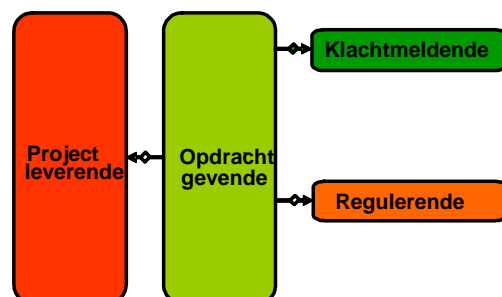 Project
leverende
Opdracht
gevende
Klachtmeldende
Regulerende